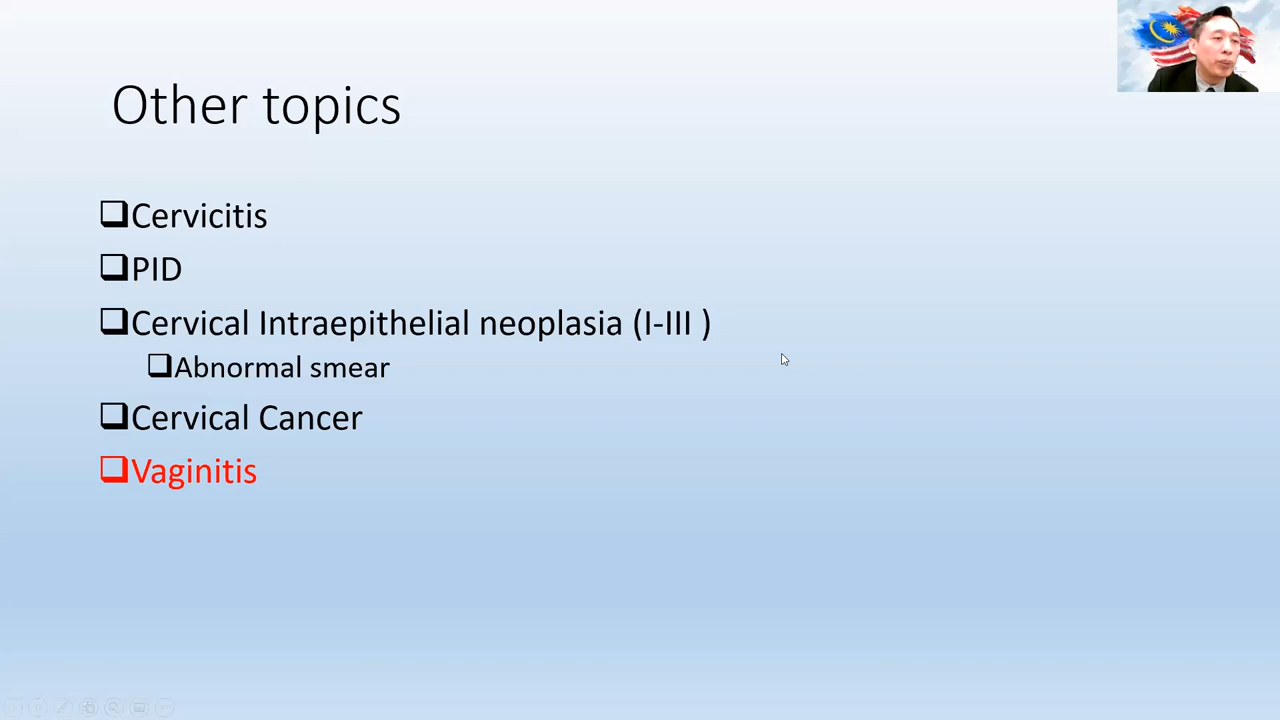 Other topics
Cervicitis
PID
Cervical Intraepithelial neoplasia (I-III )
Abnormal smear
Cervical Cancer
Vaginitis